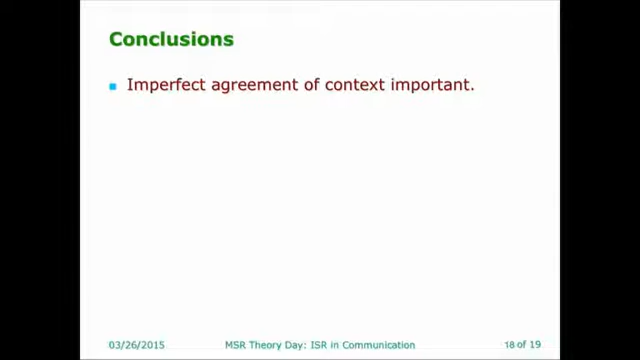 Conclusions
Imperfect agreement of context important.
03/26/2015 MSR Theory Day: ISR in Communication 18 of 19